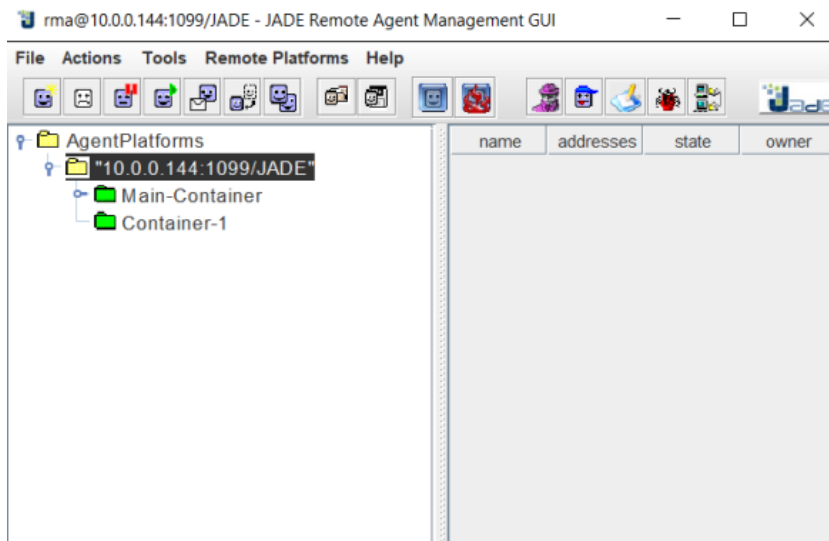 rma@10.0.0.144:1099/JADE - JADE Remote Agent Management GUI
File Actions Tools Remote Platforms Help
Jade
AgentPlatforms
"10.0.0.144:1099/JADE"
Main-Container
Container-1
name addresses state owner